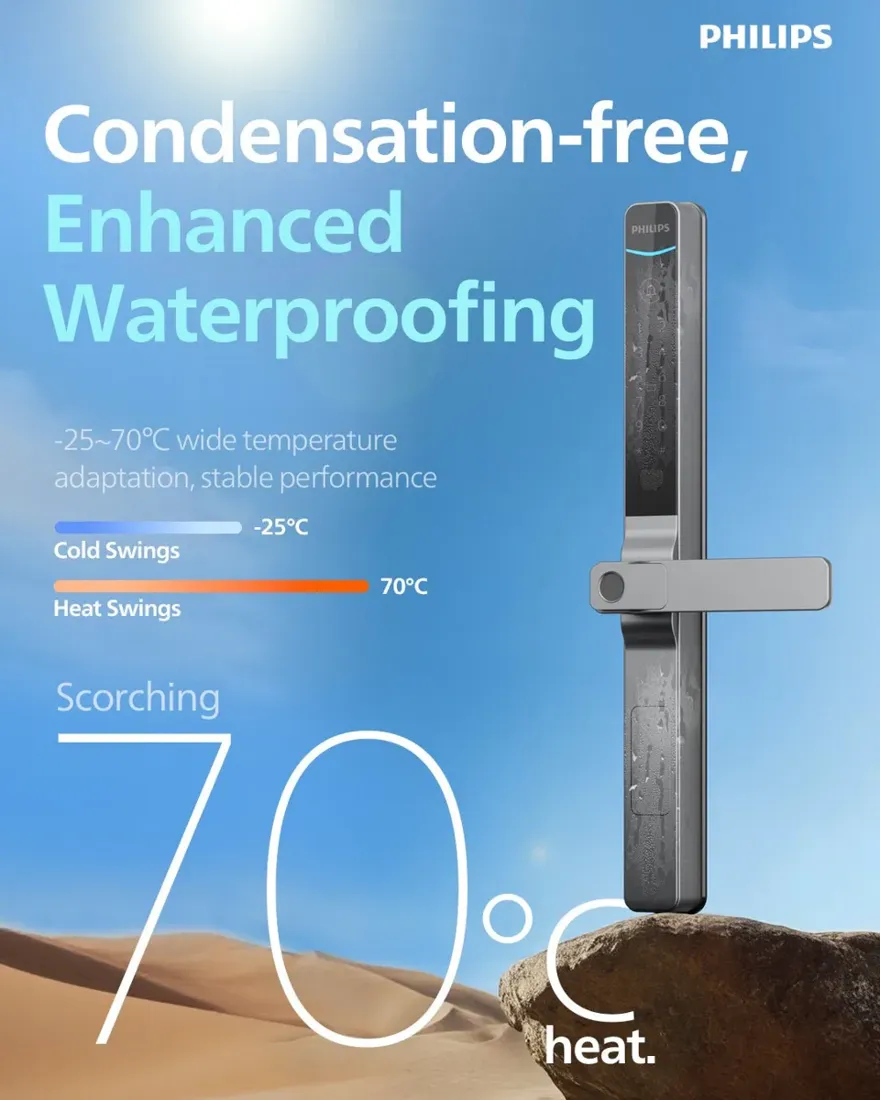 PHILIPS
Condensation-free,
Enhanced
Waterproofing
PHILIPS
-25~70°C wide temperature
adaptation, stable performance
-25°C
Cold Swings
70°C
Heat Swings
Scorching
70°C
heat.